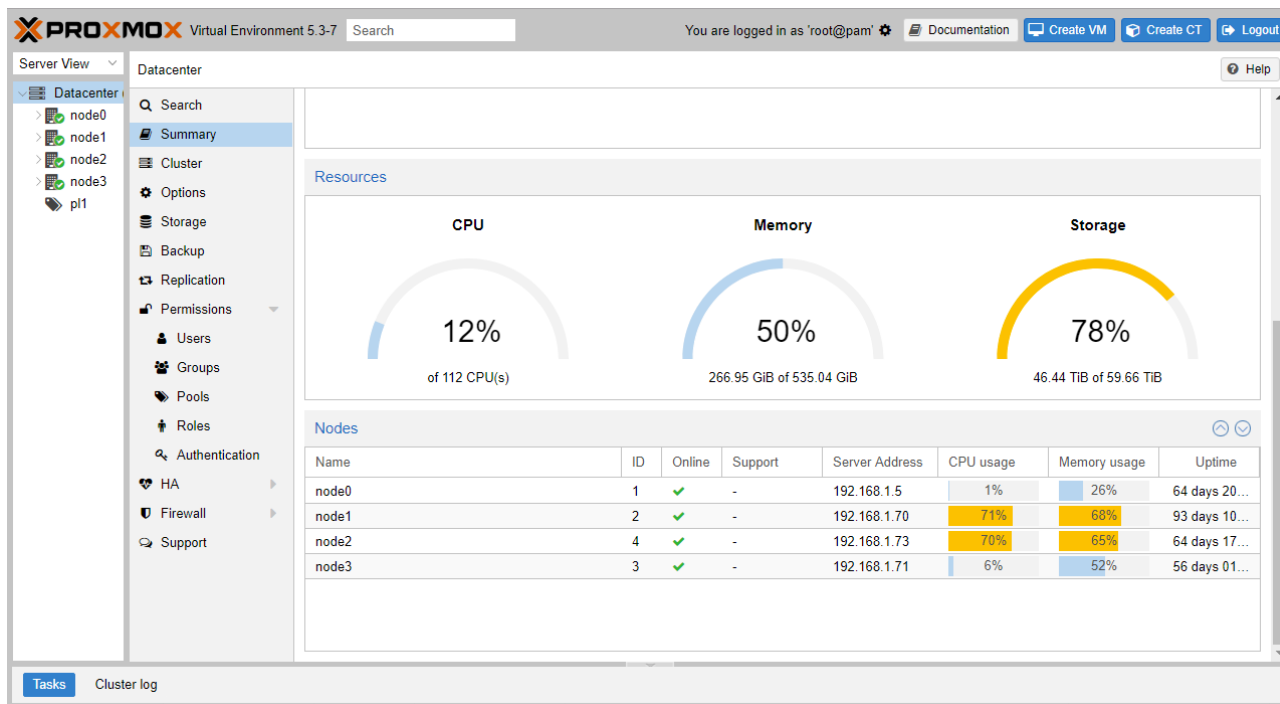 PROXMOX Virtual Environment 5.3-7 Search You are logged in as 'root@pam' Documentation Create VM Create CT Logout
Server View
Datacenter
node0
node1
node2
node3
pl1
Datacenter Help
Search
Summary
Cluster
Options
Storage
Backup
Replication
Permissions
Users
Groups
Pools
Roles
Authentication
HA
Firewall
Support
Resources
CPU Memory Storage
12% 50% 78%
of 112 CPU(s) 266.95 GiB of 535.04 GiB 46.44 TiB of 59.66 TiB
Nodes
Name ID Online Support Server Address CPU usage Memory usage Uptime
node0 1 - 192.168.1.5 1% 26% 64 days 20...
node1 2 - 192.168.1.70 71% 68% 93 days 10...
node2 4 - 192.168.1.73 70% 65% 64 days 17...
node3 3 - 192.168.1.71 6% 52% 56 days 01...
Tasks Cluster log